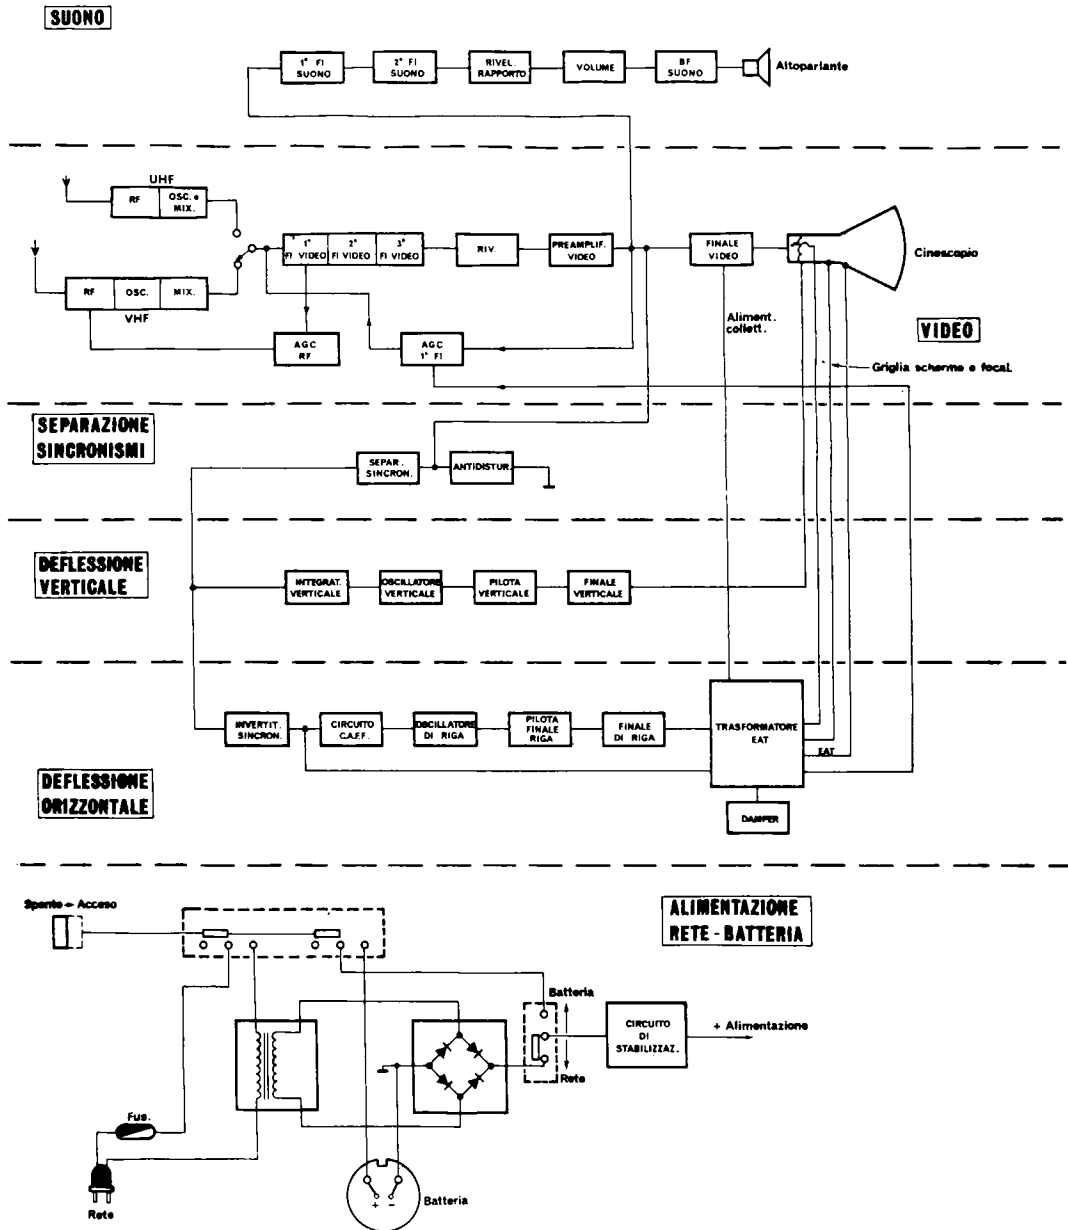 SUONO
1° FI
SUONO
2° FI
SUONO
RIVEL.
RAPPORTO
VOLUME
BF
SUONO
Altoparlante
UHF
RF
OSC. e
MIX.
1°
FI VIDEO
2°
FI VIDEO
3°
FI VIDEO
RIV.
PREAMPLIF.
VIDEO
FINALE
VIDEO
Cinescopio
RF
OSC.
MIX.
VHF
AGC
RF
AGC
1° FI
Aliment.
collett.
VIDEO
Griglia schermo e focal.
SEPARAZIONE
SINCRONISMI
SEPAR.
SINCRON.
ANTIDISTUR.
DEFLESSIONE
VERTICALE
INTEGRAT.
VERTICALE
OSCILLATORE
VERTICALE
PILOTA
VERTICALE
FINALE
VERTICALE
INVERTIT.
SINCRON.
CIRCUITO
C.A.F.F.
OSCILLATORE
DI RIGA
PILOTA
FINALE
RIGA
FINALE
DI RIGA
TRASFORMATORE
EAT
EAT
DEFLESSIONE
ORIZZONTALE
DAMPER
Spento - Acceso
ALIMENTAZIONE
RETE - BATTERIA
Batteria
CIRCUITO
DI
STABILIZZAZ.
+ Alimentazione
Rete
Fus.
Rete
+ -
Batteria